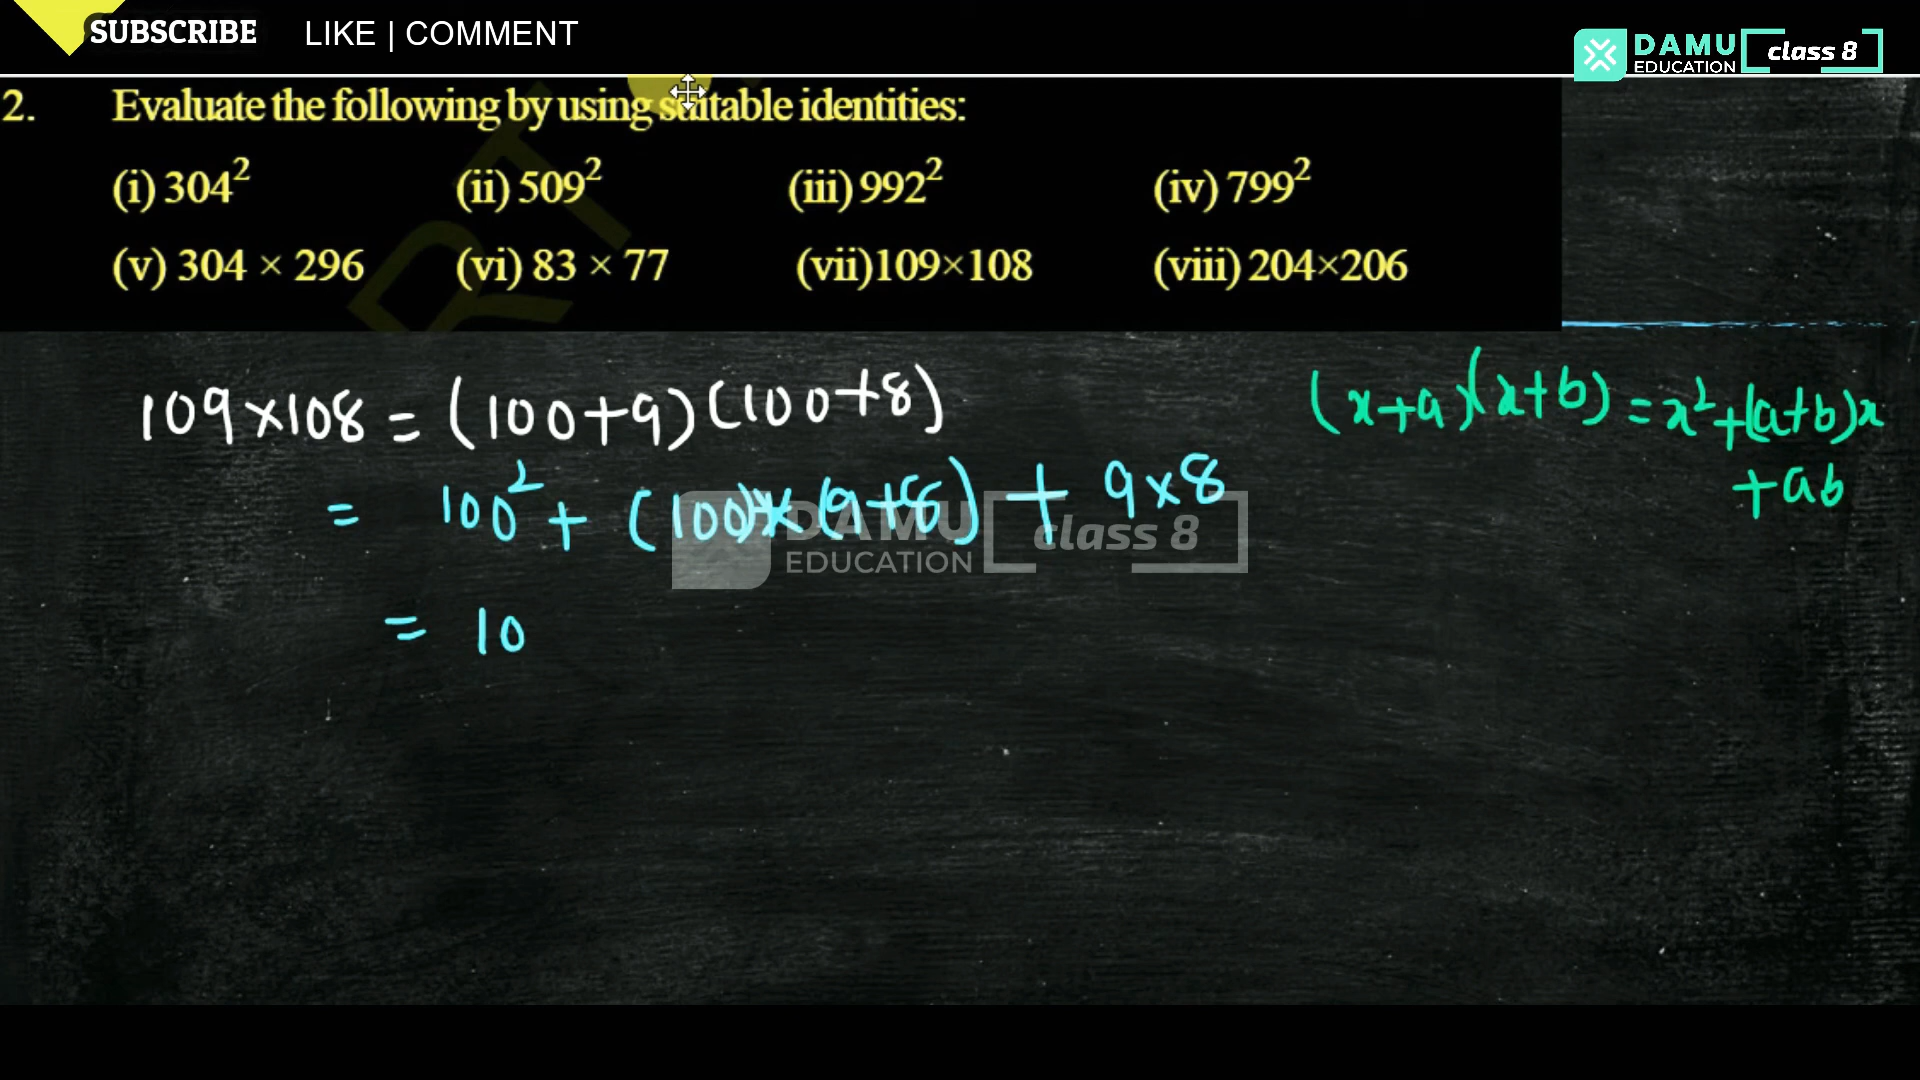 SUBSCRIBE LIKE | COMMENT
DAMU EDUCATION class 8
2. Evaluate the following by using suitable identities:
(i) 304² (ii) 509² (iii) 992² (iv) 799²
(v) 304 × 296 (vi) 83 × 77 (vii)109×108 (viii) 204×206
109×108 = (100+9)(100+8)
(x+a)(x+b) = x²+(a+b)x
+ab
= 100² + (100)×(9+8) + 9×8
DAMU EDUCATION class 8
= 10